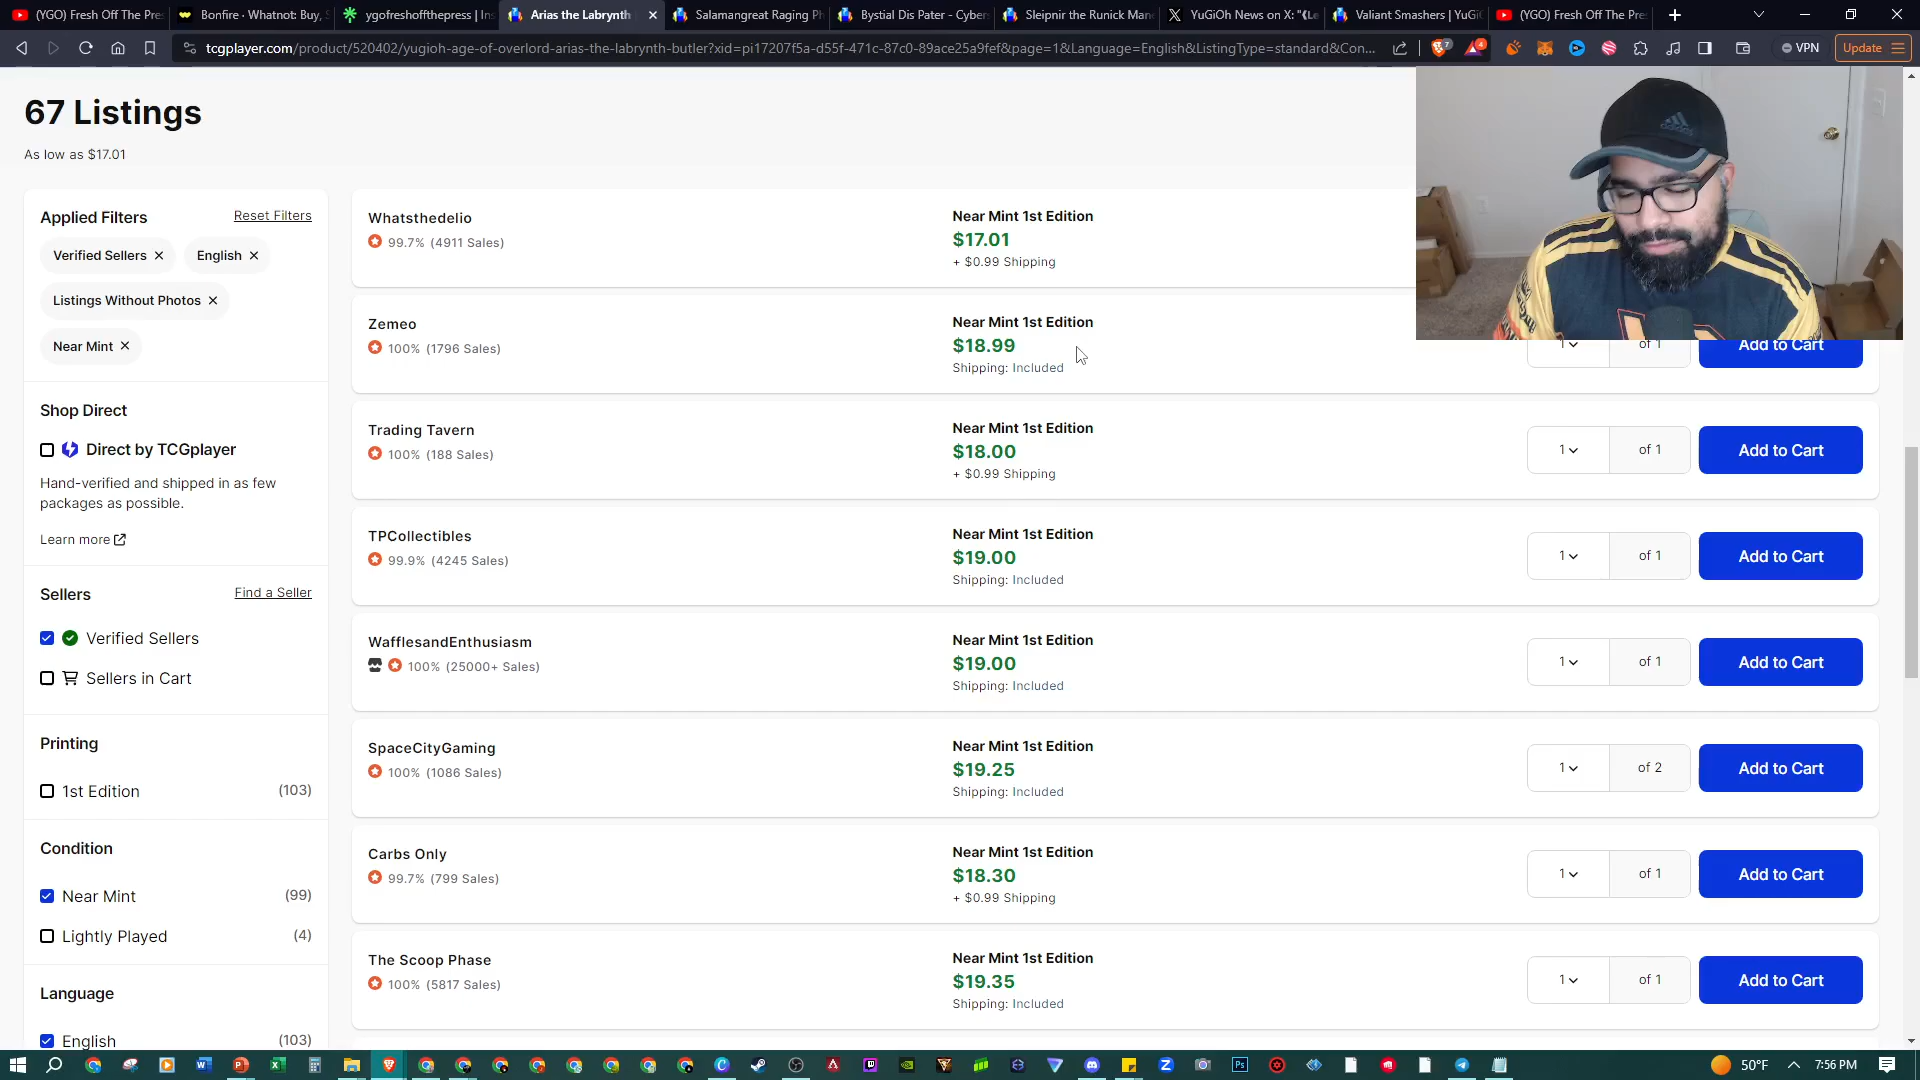 (YGO) Fresh Off The Pre
Bonfire · Whatnot: Buy, S
ygofreshoffthepress | Ins
Arias the Labrynth
Salamangreat Raging Ph
Bystial Dis Pater - Cybers
Sleipnir the Runick Man
YuGiOh News on X: "《Le
Valiant Smashers | YuGi
(YGO) Fresh Off The Pre
tcgplayer.com/product/520402/yugioh-age-of-overlord-arias-the-labrynth-butler?xid=pi17207f5a-d55f-471c-87c0-89ace25a9fef&page=1&Language=English&ListingType=standard&Con...
7
4
VPN
Update
67 Listings
As low as $17.01
Applied Filters
Reset Filters
Verified Sellers
English
Listings Without Photos
Near Mint
Shop Direct
Direct by TCGplayer
Hand-verified and shipped in as few
packages as possible.
Learn more
Sellers
Find a Seller
Verified Sellers
Sellers in Cart
Printing
1st Edition (103)
Condition
Near Mint (99)
Lightly Played (4)
Language
English (103)
Whatsthedelio
99.7% (4911 Sales)
Near Mint 1st Edition
$17.01
+ $0.99 Shipping
Zemeo
100% (1796 Sales)
Near Mint 1st Edition
$18.99
Shipping: Included
1 of 1
Add to Cart
Trading Tavern
100% (188 Sales)
Near Mint 1st Edition
$18.00
+ $0.99 Shipping
1 of 1
Add to Cart
TPCollectibles
99.9% (4245 Sales)
Near Mint 1st Edition
$19.00
Shipping: Included
1 of 1
Add to Cart
WafflesandEnthusiasm
100% (25000+ Sales)
Near Mint 1st Edition
$19.00
Shipping: Included
1 of 1
Add to Cart
SpaceCityGaming
100% (1086 Sales)
Near Mint 1st Edition
$19.25
Shipping: Included
1 of 2
Add to Cart
Carbs Only
99.7% (799 Sales)
Near Mint 1st Edition
$18.30
+ $0.99 Shipping
1 of 1
Add to Cart
The Scoop Phase
100% (5817 Sales)
Near Mint 1st Edition
$19.35
Shipping: Included
1 of 1
Add to Cart
50°F
7:56 PM